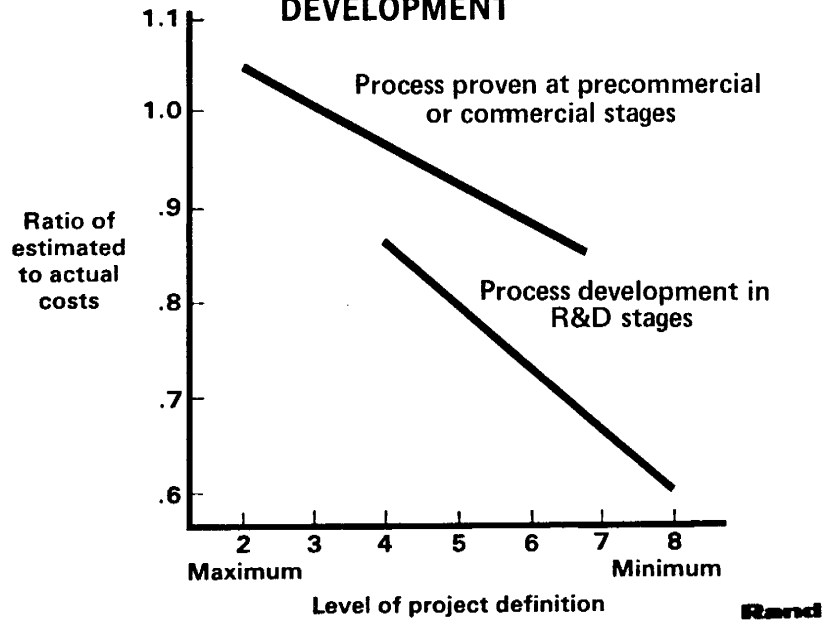 DEVELOPMENT
1.1
1.0
.9
.8
.7
.6
Ratio of
estimated
to actual
costs
Process proven at precommercial
or commercial stages
Process development in
R&D stages
2 3 4 5 6 7 8
Maximum Minimum
Level of project definition
Rand